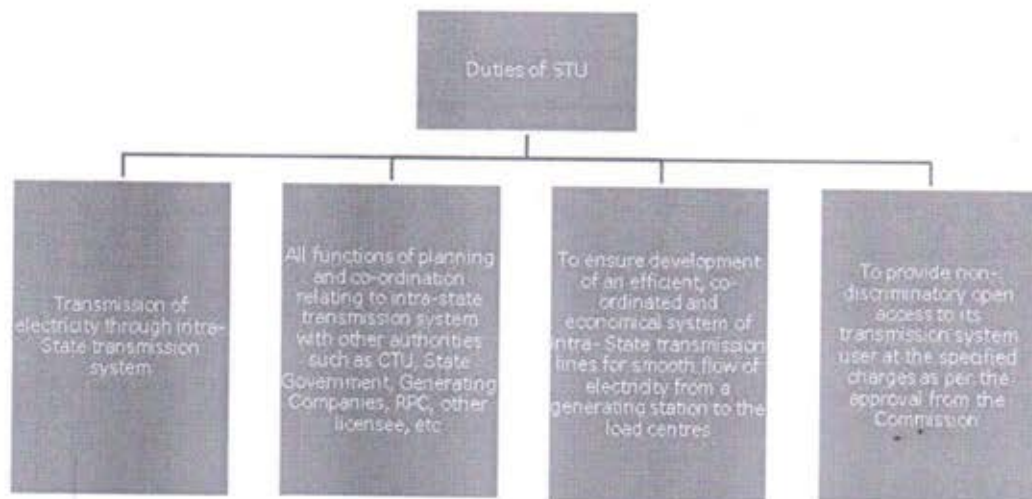 Duties of STU
Transmission of
electricity through intra-
State transmission
system
All functions of planning
and co-ordination
relating to intra-state
transmission system
with other authorities
such as CTU, State
Government, Generating
Companies, RPC, other
licensee, etc
To ensure development
of an efficient, co-
ordinated and
economical system of
intra- State transmission
lines for smooth flow of
electricity from a
generating station to the
load centres
To provide non-
discriminatory open
access to its
transmission system
user at the specified
charges as per the
approval from the
Commission